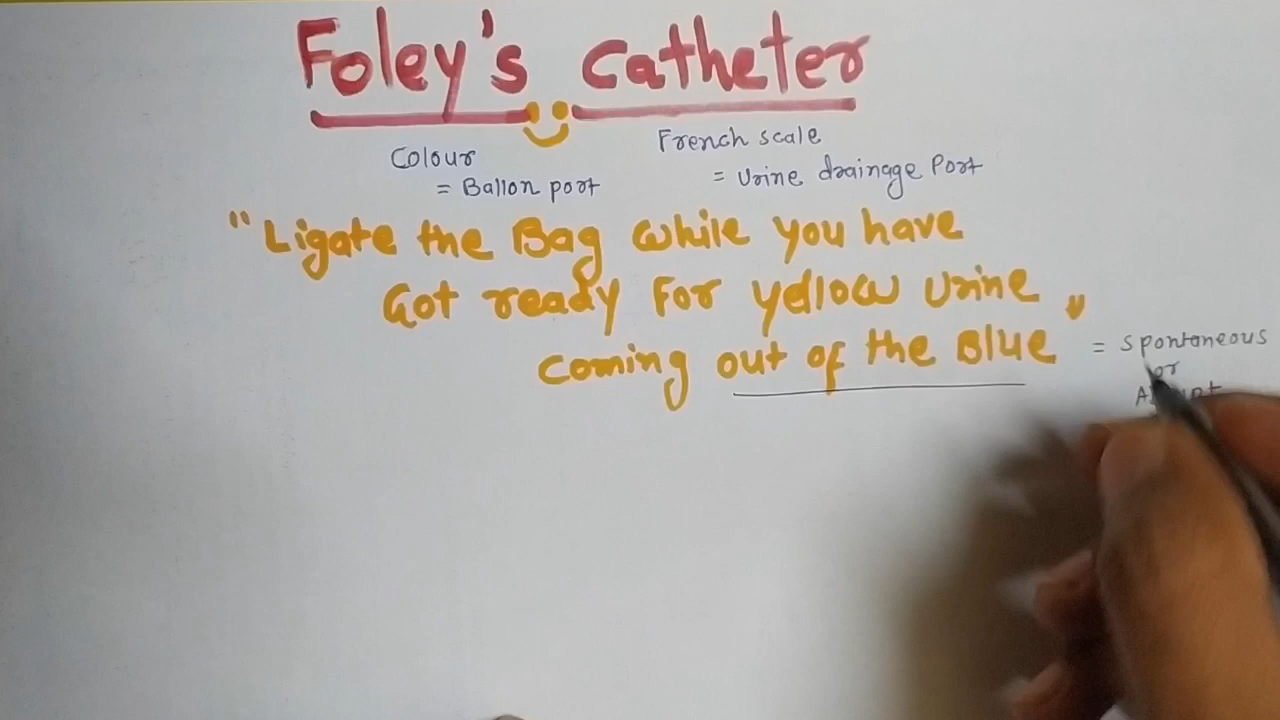 Foley's catheter
Colour
= Ballon port
French scale
= Urine drainage Port
"Ligate the Bag while you have
Got ready For yellow urine
coming out of the Blue"
= spontaneous
or